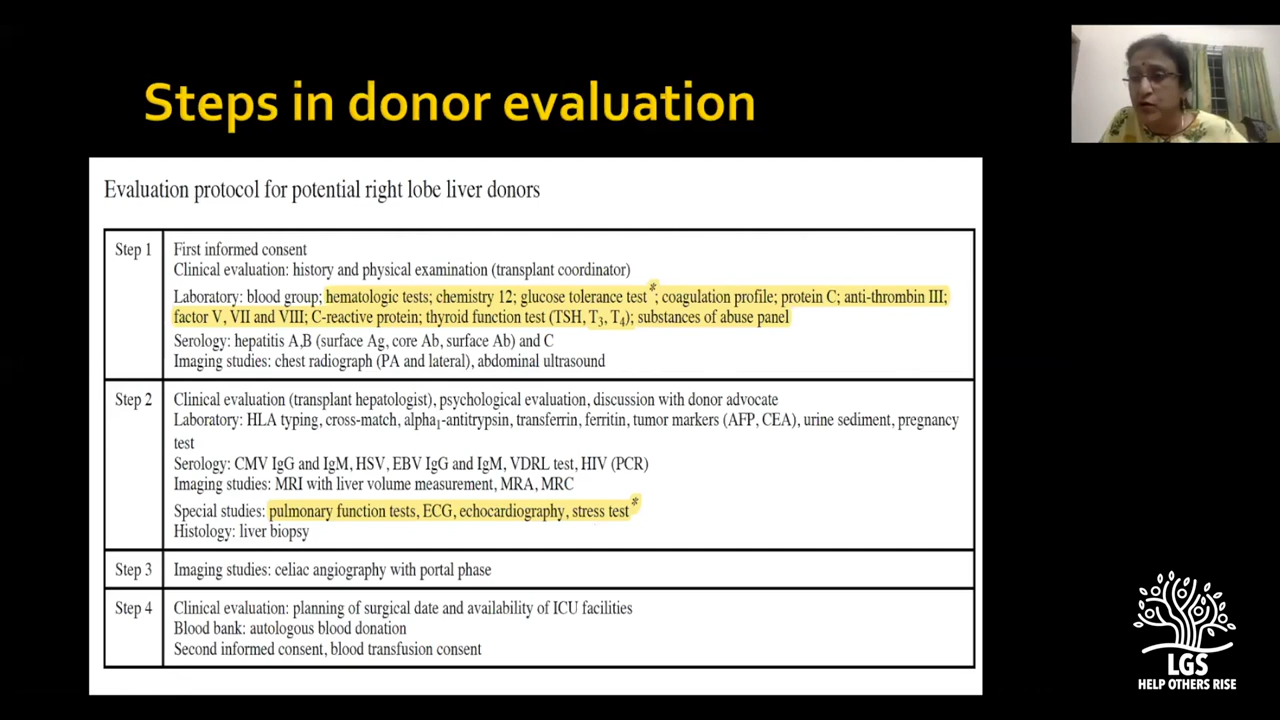 Steps in donor evaluation
Evaluation protocol for potential right lobe liver donors
Step 1
First informed consent
Clinical evaluation: history and physical examination (transplant coordinator)
Laboratory: blood group; hematologic tests; chemistry 12; glucose tolerance test*; coagulation profile; protein C; anti-thrombin III;
factor V, VII and VIII; C-reactive protein; thyroid function test (TSH, T3, T4); substances of abuse panel
Serology: hepatitis A,B (surface Ag, core Ab, surface Ab) and C
Imaging studies: chest radiograph (PA and lateral), abdominal ultrasound
Step 2
Clinical evaluation (transplant hepatologist), psychological evaluation, discussion with donor advocate
Laboratory: HLA typing, cross-match, alpha1-antitrypsin, transferrin, ferritin, tumor markers (AFP, CEA), urine sediment, pregnancy
test
Serology: CMV IgG and IgM, HSV, EBV IgG and IgM, VDRL test, HIV (PCR)
Imaging studies: MRI with liver volume measurement, MRA, MRC
Special studies: pulmonary function tests, ECG, echocardiography, stress test*
Histology: liver biopsy
Step 3
Imaging studies: celiac angiography with portal phase
Step 4
Clinical evaluation: planning of surgical date and availability of ICU facilities
Blood bank: autologous blood donation
Second informed consent, blood transfusion consent
LGS
HELP OTHERS RISE